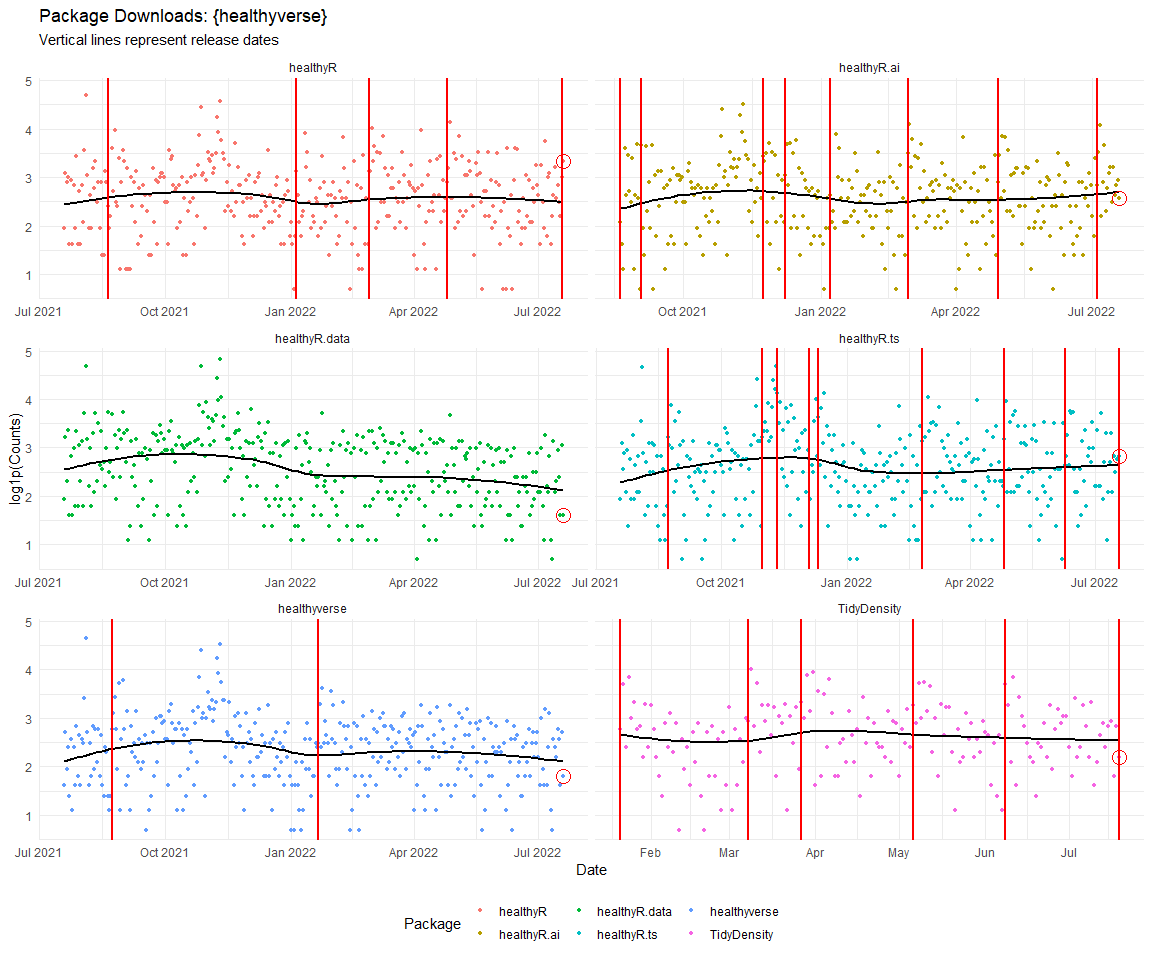 Package Downloads: {healthyverse}
Vertical lines represent release dates
healthyR
healthyR.ai
5
4
3
2
1
Jul 2021 Oct 2021 Jan 2022 Apr 2022 Jul 2022
Oct 2021 Jan 2022 Apr 2022 Jul 2022
healthyR.data
healthyR.ts
5
4
3
2
1
log1p(Counts)
Jul 2021 Oct 2021 Jan 2022 Apr 2022 Jul 2022
Jul 2021 Oct 2021 Jan 2022 Apr 2022 Jul 2022
healthyverse
TidyDensity
5
4
3
2
1
Jul 2021 Oct 2021 Jan 2022 Apr 2022 Jul 2022
Feb Mar Apr May Jun Jul
Date
Package
healthyR healthyR.data healthyverse
healthyR.ai healthyR.ts TidyDensity